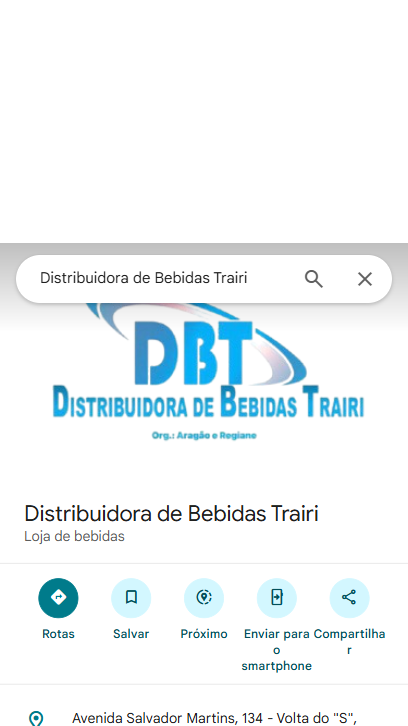 Distribuidora de Bebidas Trairi
DBT
DISTRIBUIDORA DE BEBIDAS TRAIRI
Org.: Aragão e Regiane
Distribuidora de Bebidas Trairi
Loja de bebidas
Rotas
Salvar
Próximo
Enviar para o smartphone
Compartilhar
Avenida Salvador Martins, 134 - Volta do "S",